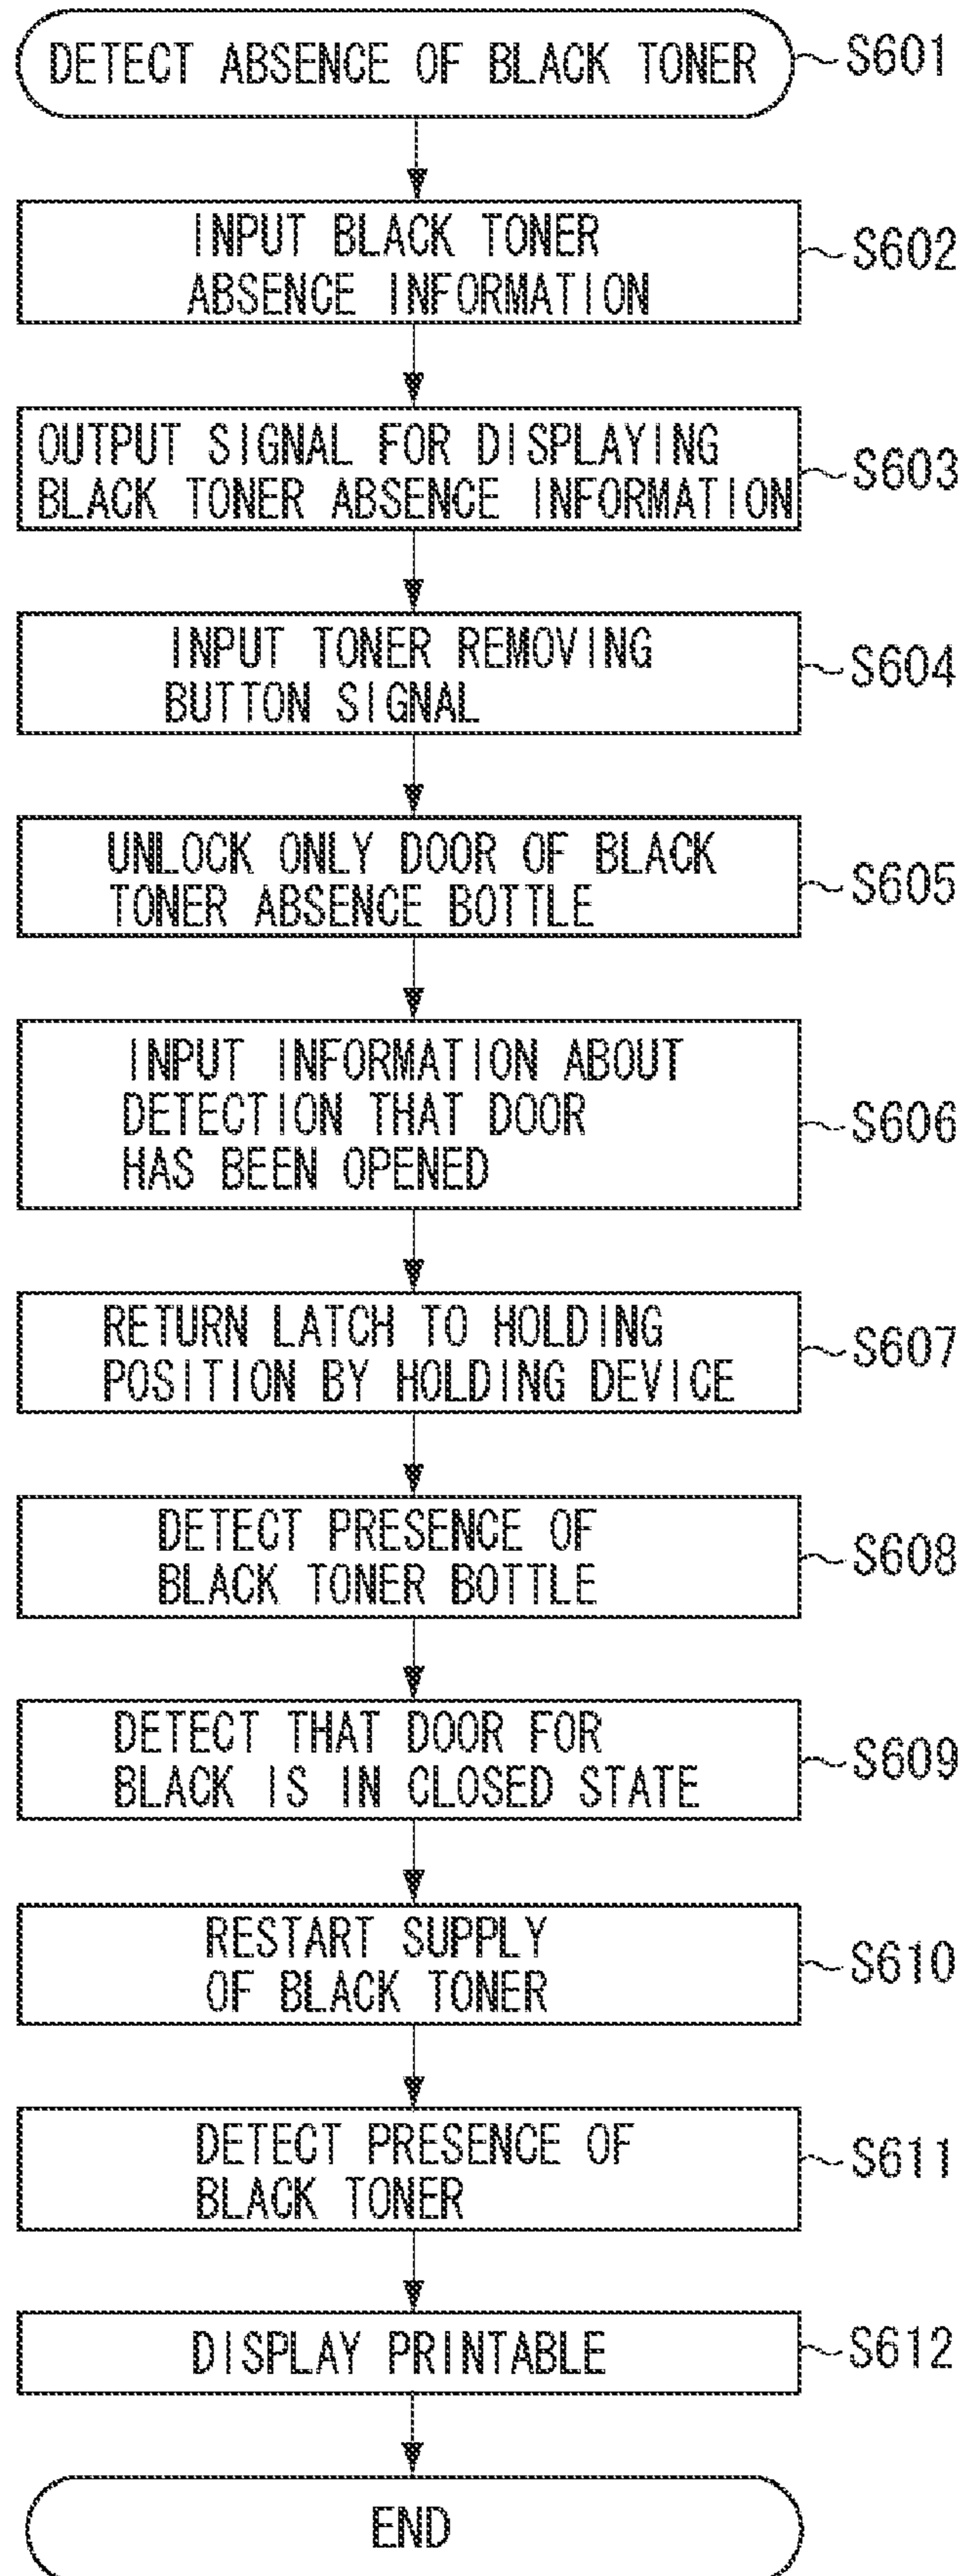 DETECT ABSENCE OF BLACK TONER
S601
INPUT BLACK TONER
ABSENCE INFORMATION
S602
OUTPUT SIGNAL FOR DISPLAYING
BLACK TONER ABSENCE INFORMATION
S603
INPUT TONER REMOVING
BUTTON SIGNAL
S604
UNLOCK ONLY DOOR OF BLACK
TONER ABSENCE BOTTLE
S605
INPUT INFORMATION ABOUT
DETECTION THAT DOOR
HAS BEEN OPENED
S606
RETURN LATCH TO HOLDING
POSITION BY HOLDING DEVICE
S607
DETECT PRESENCE OF
BLACK TONER BOTTLE
S608
DETECT THAT DOOR FOR
BLACK IS IN CLOSED STATE
S609
RESTART SUPPLY
OF BLACK TONER
S610
DETECT PRESENCE OF
BLACK TONER
S611
DISPLAY PRINTABLE
S612
END